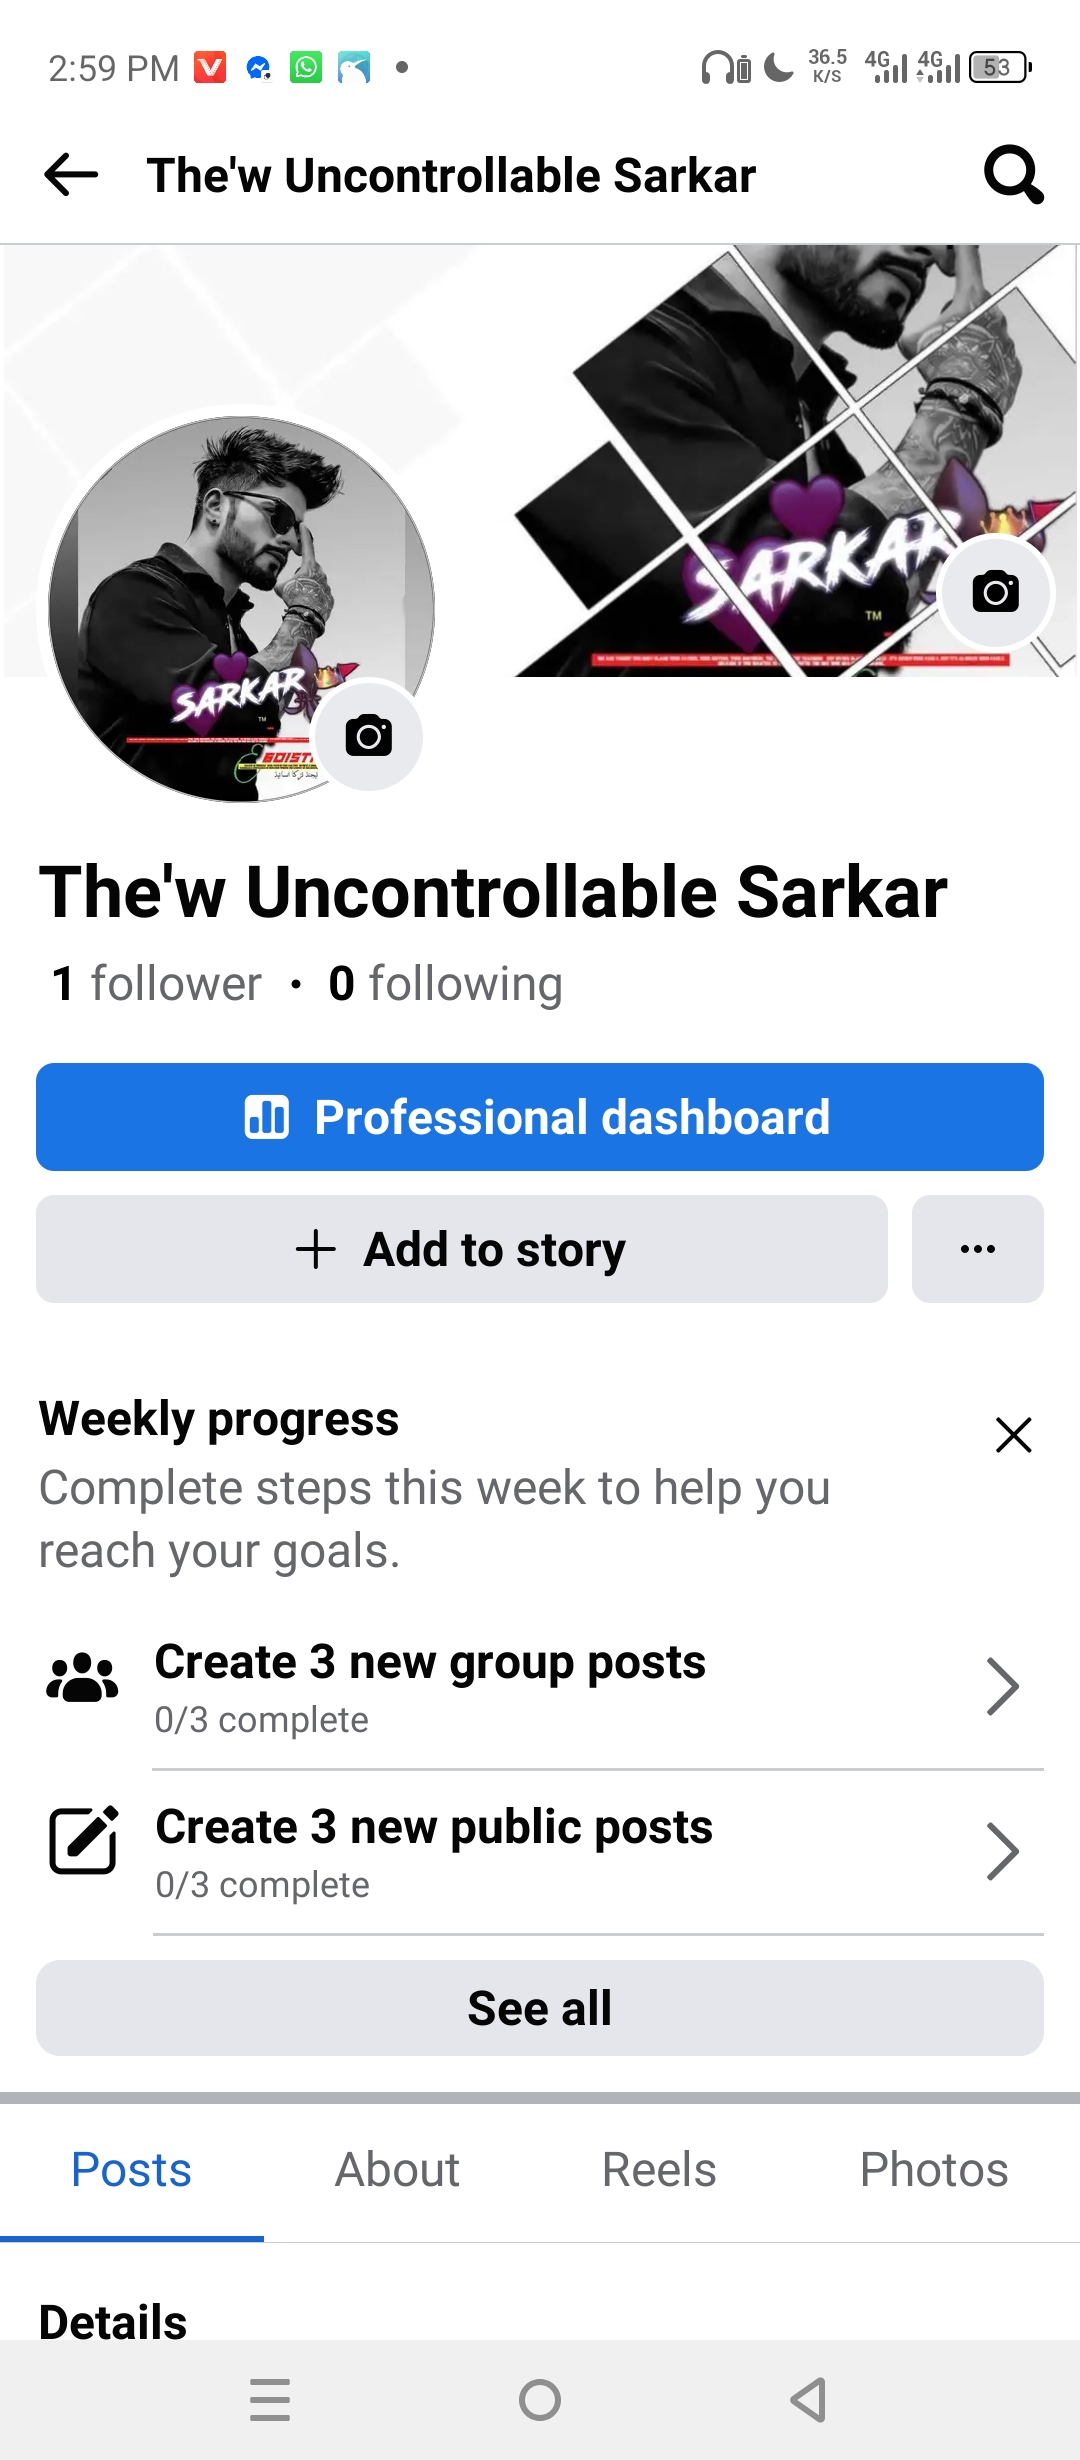 2:59 PM
36.5
K/S
4G
4G
53
The'w Uncontrollable Sarkar
SARKAR
TM
SARKAR
TM
The'w Uncontrollable Sarkar
1 follower • 0 following
Professional dashboard
Add to story
Weekly progress
Complete steps this week to help you
reach your goals.
Create 3 new group posts
0/3 complete
Create 3 new public posts
0/3 complete
See all
Posts About Reels Photos
Details